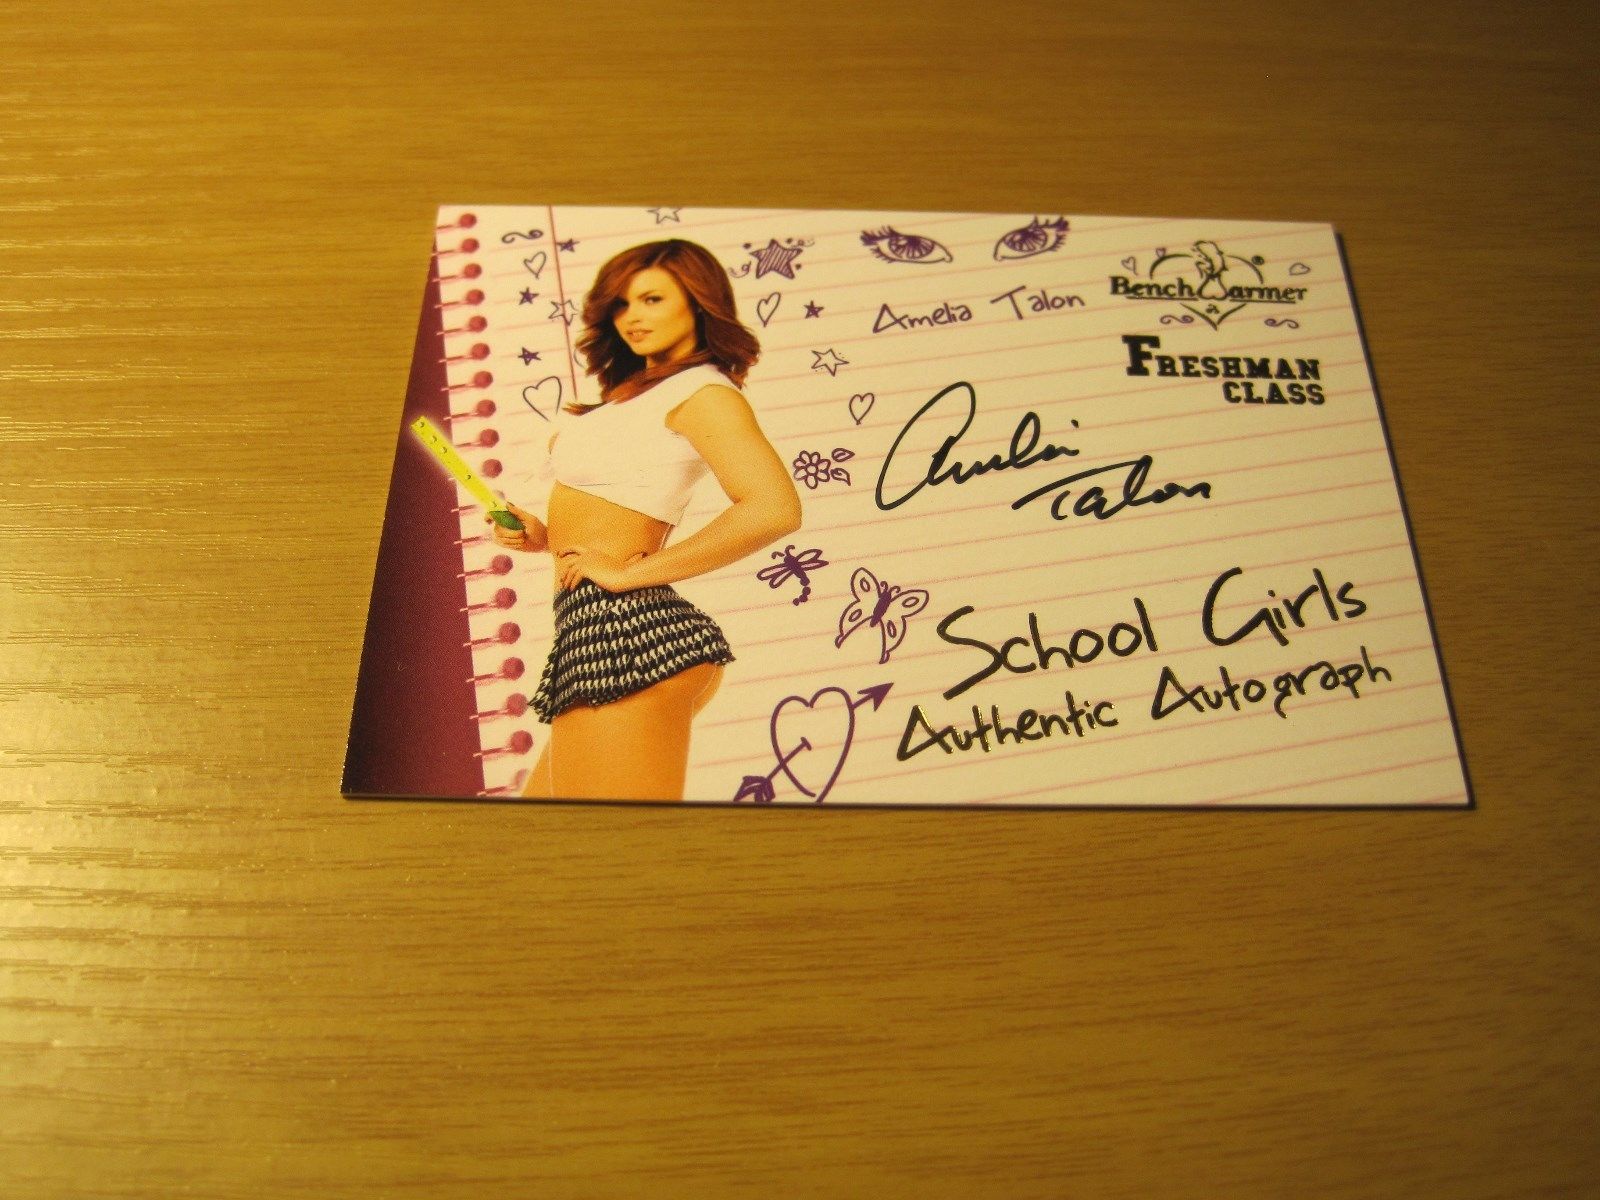 Amelia Talon
BenchWarmer ®
FRESHMAN
CLASS
Amelia
Talon
School Girls
Authentic Autograph